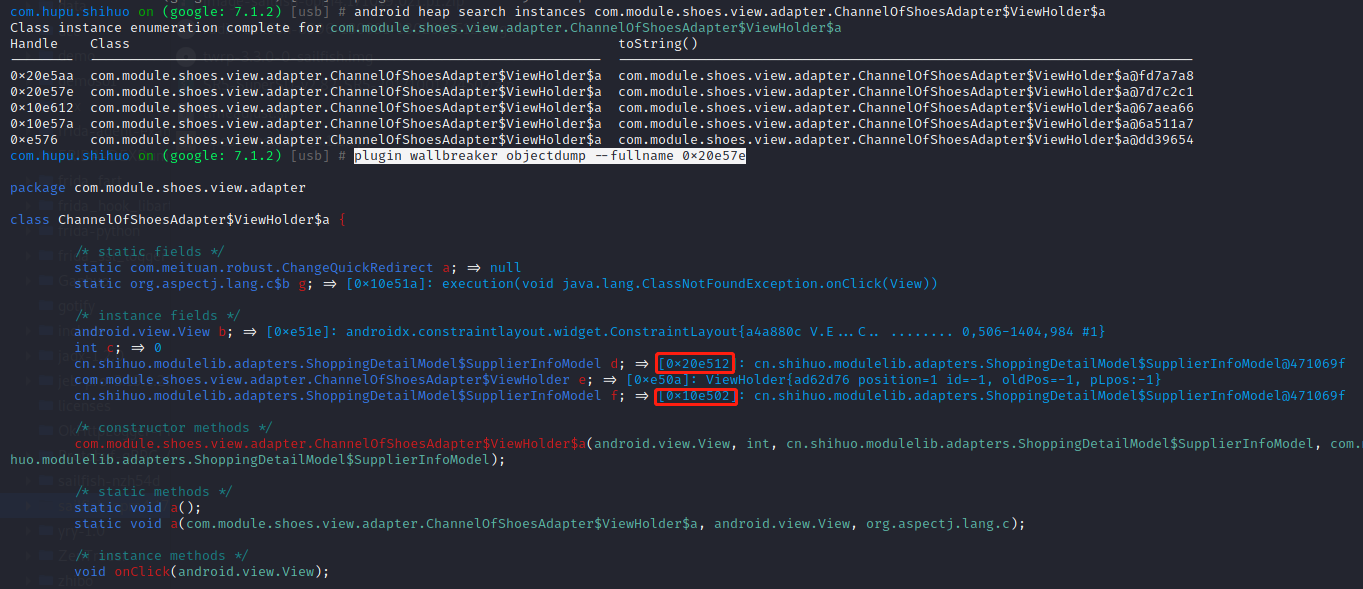 com.hupu.shihuo on (google: 7.1.2) [usb] # android heap search instances com.module.shoes.view.adapter.ChannelOfShoesAdapter$ViewHolder$a
Class instance enumeration complete for com.module.shoes.view.adapter.ChannelOfShoesAdapter$ViewHolder$a
Handle Class toString()
0×20e5aa com.module.shoes.view.adapter.ChannelOfShoesAdapter$ViewHolder$a com.module.shoes.view.adapter.ChannelOfShoesAdapter$ViewHolder$a@fd7a7a8
0×20e57e com.module.shoes.view.adapter.ChannelOfShoesAdapter$ViewHolder$a com.module.shoes.view.adapter.ChannelOfShoesAdapter$ViewHolder$a@7d7c2c1
0×10e612 com.module.shoes.view.adapter.ChannelOfShoesAdapter$ViewHolder$a com.module.shoes.view.adapter.ChannelOfShoesAdapter$ViewHolder$a@67aea66
0×10e57a com.module.shoes.view.adapter.ChannelOfShoesAdapter$ViewHolder$a com.module.shoes.view.adapter.ChannelOfShoesAdapter$ViewHolder$a@6a511a7
0×e576 com.module.shoes.view.adapter.ChannelOfShoesAdapter$ViewHolder$a com.module.shoes.view.adapter.ChannelOfShoesAdapter$ViewHolder$a@dd39654
com.hupu.shihuo on (google: 7.1.2) [usb] # plugin wallbreaker objectdump --fullname 0×20e57e
package com.module.shoes.view.adapter
class ChannelOfShoesAdapter$ViewHolder$a {
/* static fields */
static com.meituan.robust.ChangeQuickRedirect a; ⇒ null
static org.aspectj.lang.c$b g; ⇒ [0×10e51a]: execution(void java.lang.ClassNotFoundException.onClick(View))
/* instance fields */
android.view.View b; ⇒ [0×e51e]: androidx.constraintlayout.widget.ConstraintLayout{a4a880c V.E...C.. ........ 0,506-1404,984 #1}
int c; ⇒ 0
cn.shihuo.modulelib.adapters.ShoppingDetailModel$SupplierInfoModel d; ⇒ [0×20e512]: cn.shihuo.modulelib.adapters.ShoppingDetailModel$SupplierInfoModel@471069f
com.module.shoes.view.adapter.ChannelOfShoesAdapter$ViewHolder e; ⇒ [0×e50a]: ViewHolder{ad62d76 position=1 id=-1, oldPos=-1, pLpos:-1}
cn.shihuo.modulelib.adapters.ShoppingDetailModel$SupplierInfoModel f; ⇒ [0×10e502]: cn.shihuo.modulelib.adapters.ShoppingDetailModel$SupplierInfoModel@471069f
/* constructor methods */
com.module.shoes.view.adapter.ChannelOfShoesAdapter$ViewHolder$a(android.view.View, int, cn.shihuo.modulelib.adapters.ShoppingDetailModel$SupplierInfoModel, com.
huo.modulelib.adapters.ShoppingDetailModel$SupplierInfoModel);
/* static methods */
static void a();
static void a(com.module.shoes.view.adapter.ChannelOfShoesAdapter$ViewHolder$a, android.view.View, org.aspectj.lang.c);
/* instance methods */
void onClick(android.view.View);